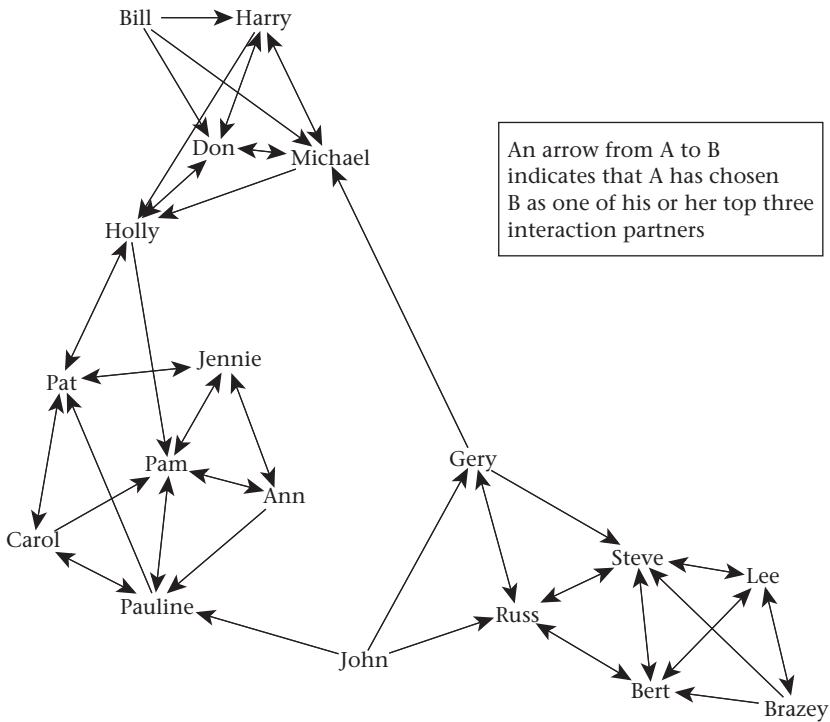 Bill
Harry
Don
Michael
An arrow from A to B
indicates that A has chosen
B as one of his or her top three
interaction partners
Holly
Jennie
Pat
Pam
Gery
Ann
Carol
Steve
Lee
Pauline
Russ
John
Bert
Brazey